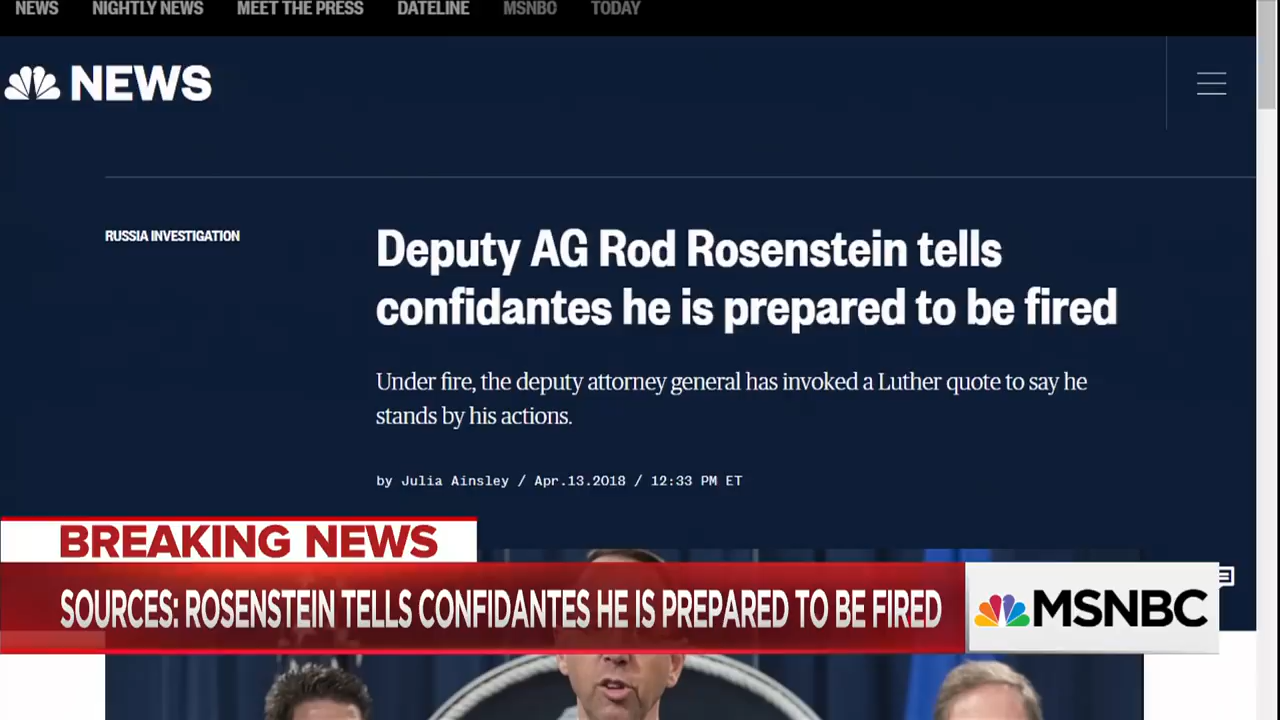 NEWS NIGHTLY NEWS MEET THE PRESS DATELINE MSNBC TODAY
NEWS
RUSSIA INVESTIGATION
Deputy AG Rod Rosenstein tells
confidantes he is prepared to be fired
Under fire, the deputy attorney general has invoked a Luther quote to say he
stands by his actions.
by Julia Ainsley / Apr.13.2018 / 12:33 PM ET
BREAKING NEWS
SOURCES: ROSENSTEIN TELLS CONFIDANTES HE IS PREPARED TO BE FIRED
MSNBC